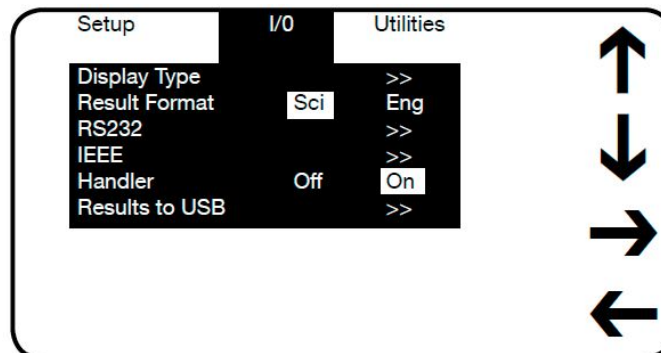 Setup I/0 Utilities
Display Type >>
Result Format Sci Eng
RS232 >>
IEEE >>
Handler Off On
Results to USB >>